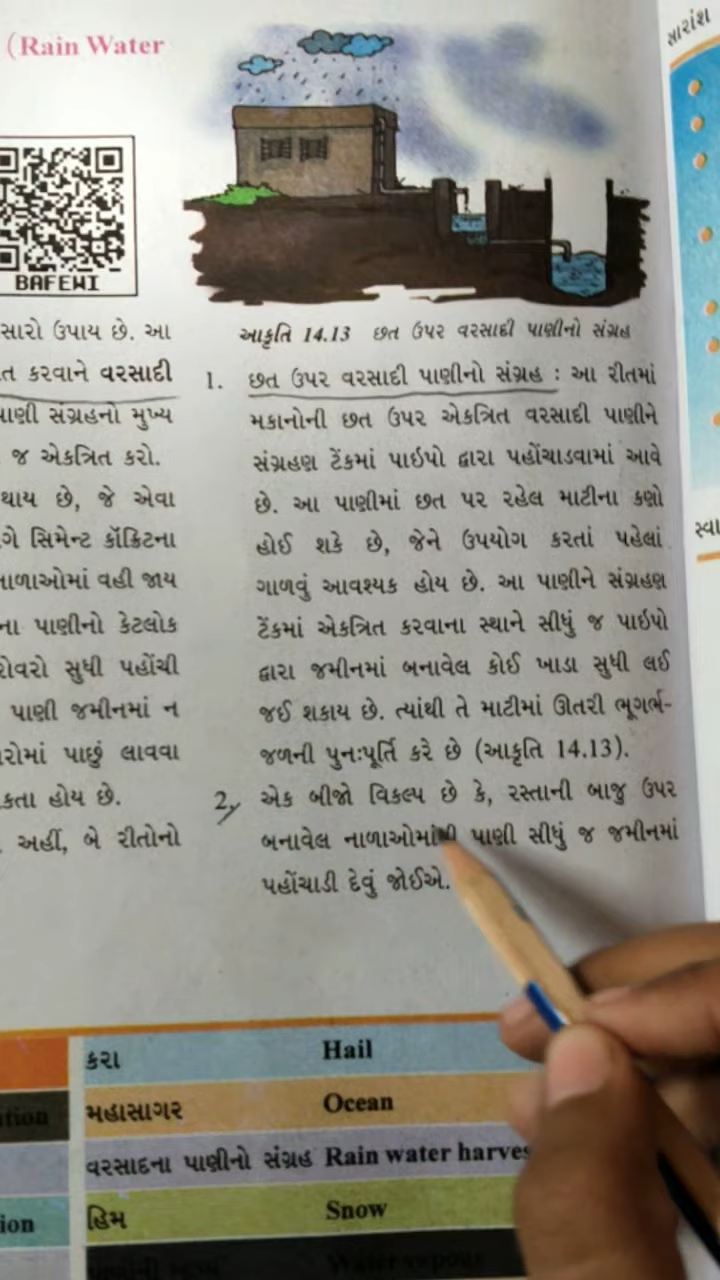 (Rain Water
BAFEWI
સારો ઉપાય છે. આ
ત કરવાને વરસાદી
પાણી સંગ્રહનો મુખ્ય
જ એકત્રિત કરો.
થાય છે, જે એવા
ગે સિમેન્ટ કૉંક્રિટના
નાળાઓમાં વહી જાય
ના પાણીનો કેટલોક
રોવરો સુધી પહોંચી
પાણી જમીનમાં ન
પાછું લાવવા
કતા હોય છે.
અહીં, બે રીતોનો
આકૃતિ 14.13 છત ઉપર વરસાદી પાણીનો સંગ્રહ
1. છત ઉપર વરસાદી પાણીનો સંગ્રહ : આ રીતમાં
મકાનોની છત ઉપર એકત્રિત વરસાદી પાણીને
સંગ્રહણ ટૅંકમાં પાઇપો દ્વારા પહોંચાડવામાં આવે
છે. આ પાણીમાં છત પર રહેલ માટીના કણો
હોઈ શકે છે, જેને ઉપયોગ કરતાં પહેલાં
ગાળવું આવશ્યક હોય છે. આ પાણીને સંગ્રહણ
ટૅંકમાં એકત્રિત કરવાના સ્થાને સીધું જ પાઇપો
દ્વારા જમીનમાં બનાવેલ કોઈ ખાડા સુધી લઈ
જઈ શકાય છે. ત્યાંથી તે માટીમાં ઊતરી ભૂગર્ભ-
જળની પુનઃપૂર્તિ કરે છે (આકૃતિ 14.13).
2, એક બીજો વિકલ્પ છે કે, રસ્તાની બાજુ ઉપર
બનાવેલ નાળાઓમાંથી પાણી સીધું જ જમીનમાં
પહોંચાડી દેવું જોઈએ.
કરા Hail
મહાસાગર Ocean
વરસાદના પાણીનો સંગ્રહ Rain water harves
હિમ Snow
Water vapour
સારાંશ
સ્વા